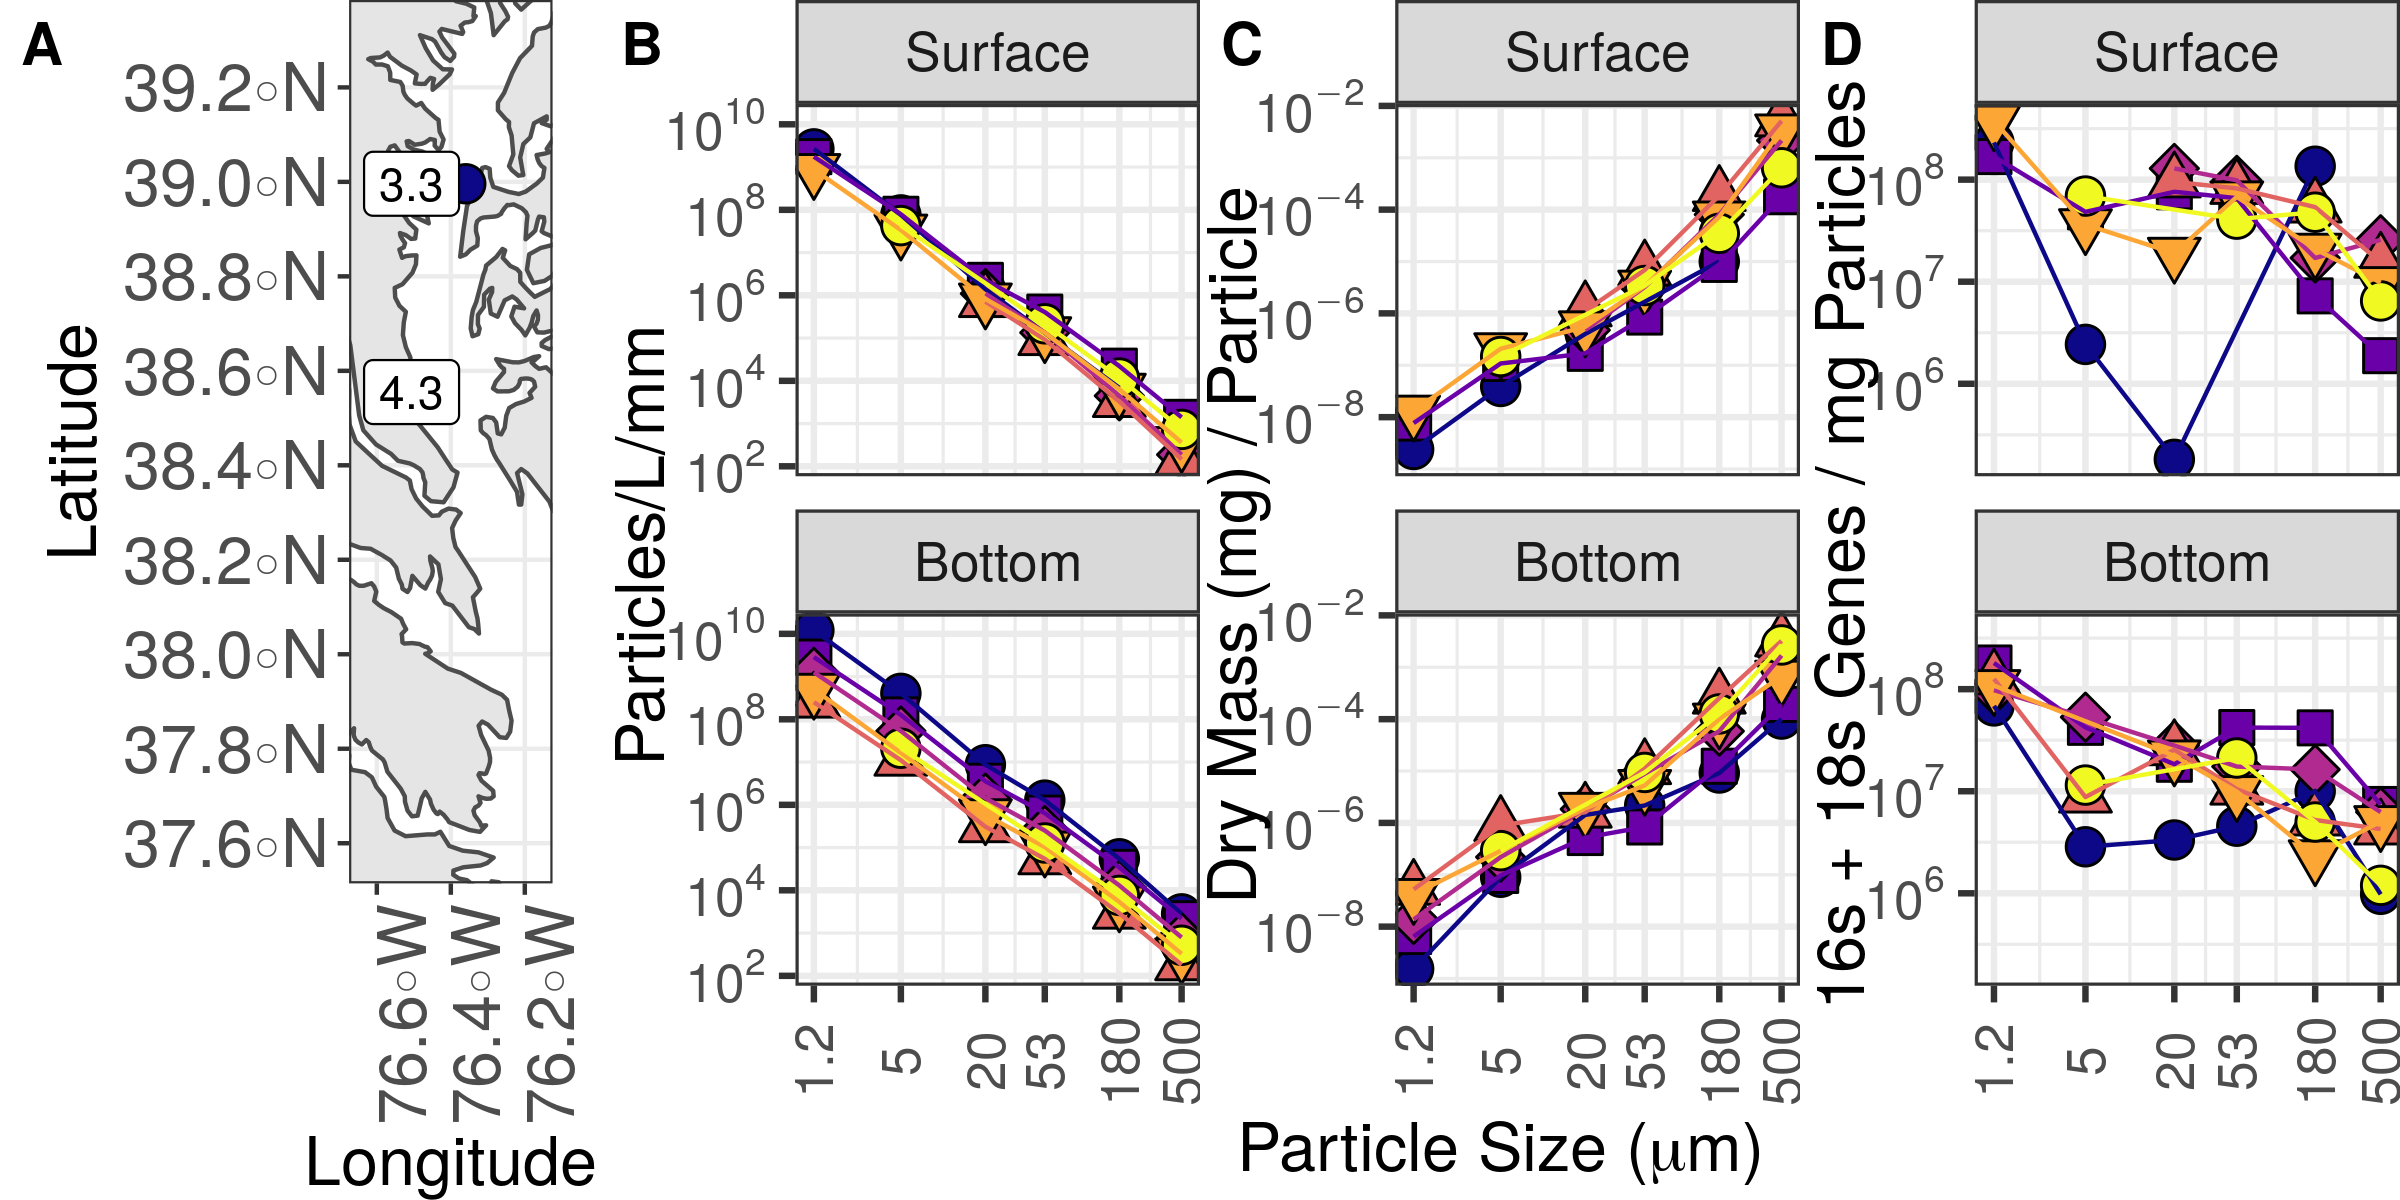 A
Latitude
39.2◦N
39.0◦N
38.8◦N
38.6◦N
38.4◦N
38.2◦N
38.0◦N
37.8◦N
37.6◦N
3.3
4.3
76.6◦W
76.4◦W
76.2◦W
Longitude
B
Particles/L/mm
Surface
10^10
10^8
10^6
10^4
10^2
Bottom
10^10
10^8
10^6
10^4
10^2
1.2
5
20
53
180
500
C
Dry Mass (mg) / Particle
Surface
10^−2
10^−4
10^−6
10^−8
Bottom
10^−2
10^−4
10^−6
10^−8
1.2
5
20
53
180
500
Particle Size (μm)
D
16s + 18s Genes / mg Particles
Surface
10^8
10^7
10^6
Bottom
10^8
10^7
10^6
1.2
5
20
53
180
500